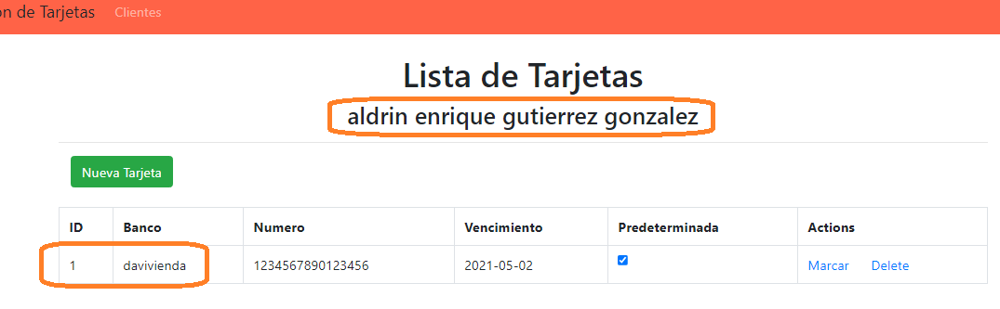 ón de Tarjetas Clientes
Lista de Tarjetas
aldrin enrique gutierrez gonzalez
Nueva Tarjeta
ID Banco Numero Vencimiento Predeterminada Actions
1 davivienda 1234567890123456 2021-05-02 Marcar Delete